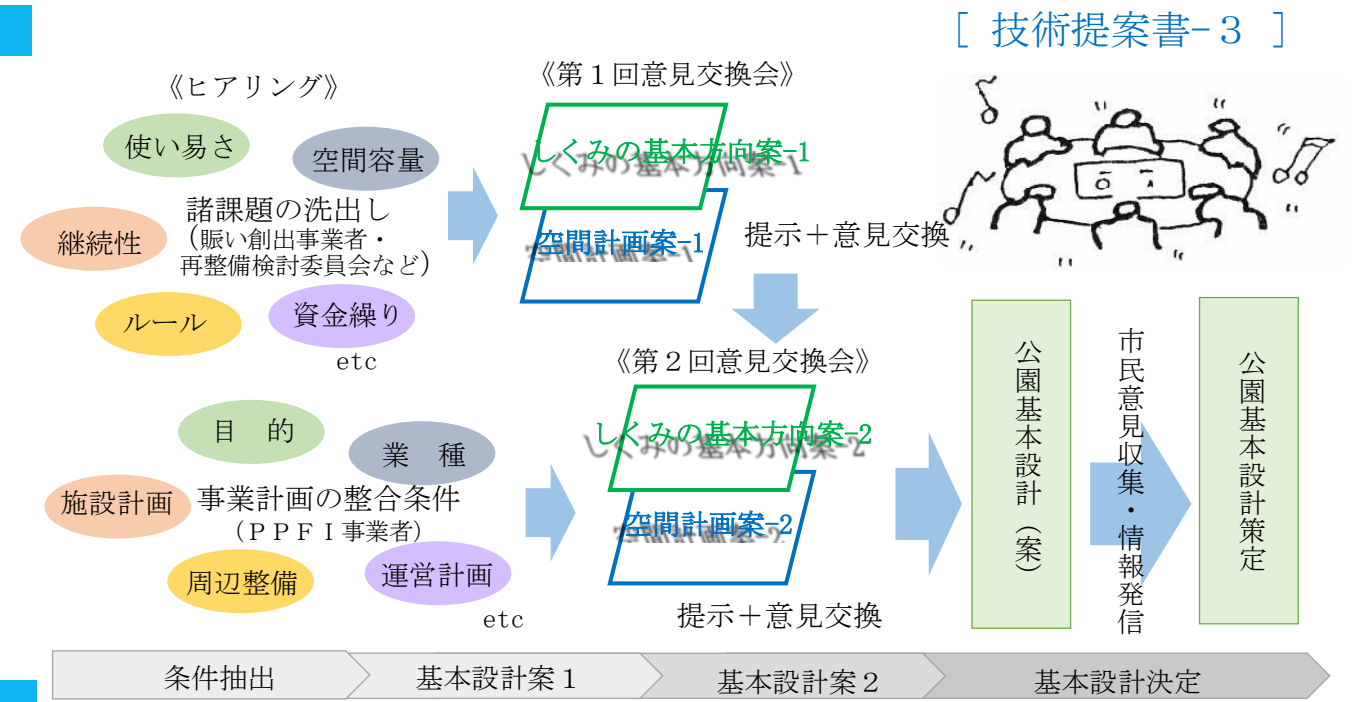 [ 技術提案書-３ ]
《ヒアリング》
使い易さ
空間容量
継続性
諸課題の洗出し
(賑い創出事業者・
再整備検討委員会など)
ルール
資金繰り
etc
《第１回意見交換会》
しくみの基本方向案-1
空間計画案-1
提示＋意見交換
目　的
業　種
施設計画
事業計画の整合条件
(ＰＰＦＩ事業者)
周辺整備
運営計画
etc
《第２回意見交換会》
しくみの基本方向案-2
空間計画案-2
提示＋意見交換
公園基本設計（案）
市民意見収集・情報発信
公園基本設計策定
条件抽出
基本設計案１
基本設計案２
基本設計決定